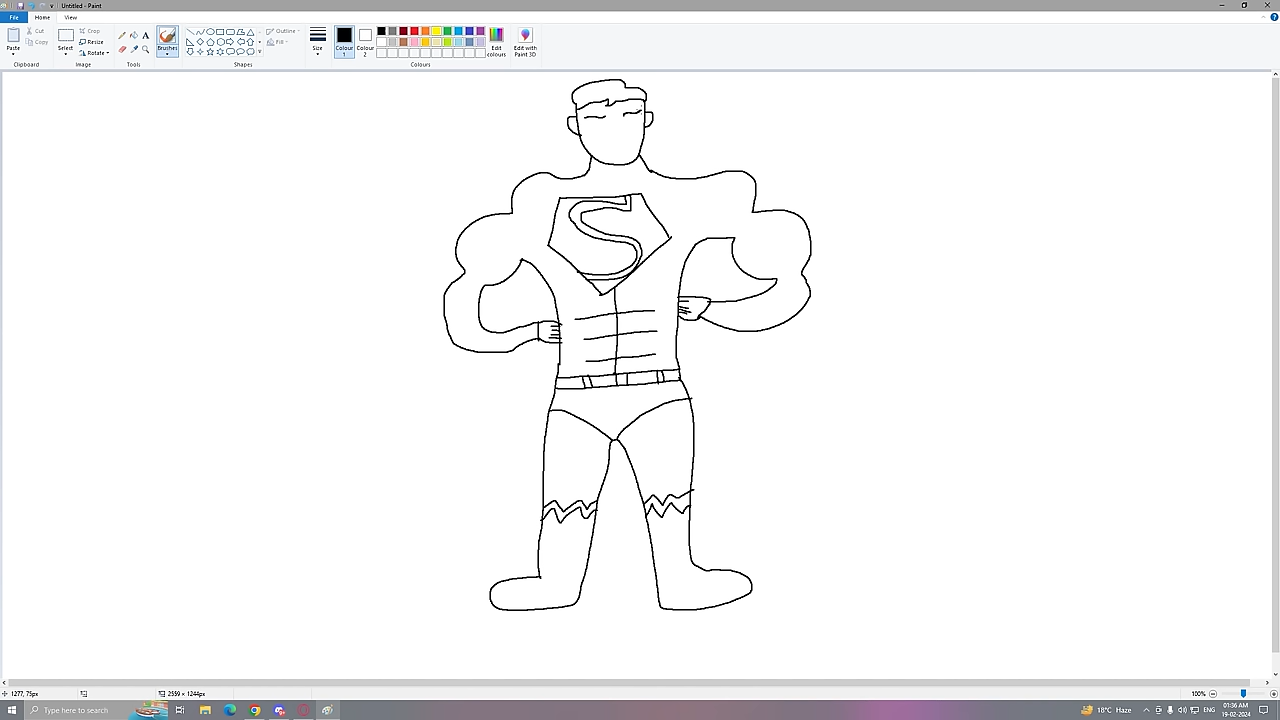 Untitled - Paint
File Home View
Paste Cut Copy Select Crop Resize Rotate Brushes Outline Fill Size Colour 1 Colour 2 Edit colours Edit with Paint 3D
Clipboard Image Tools Shapes Colours
S
1277, 75px 2559 × 1244px 100%
Type here to search 18°C Haze ENG 01:36 AM
19-02-2024